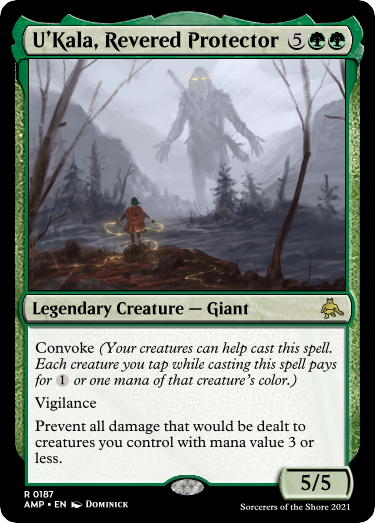 U'Kala, Revered Protector 5
Legendary Creature — Giant
Convoke (Your creatures can help cast this spell.
Each creature you tap while casting this spell pays
for 1 or one mana of that creature's color.)
Vigilance
Prevent all damage that would be dealt to
creatures you control with mana value 3 or
less.
5/5
R 0187
AMP • EN Dominick
Sorcerers of the Shore 2021